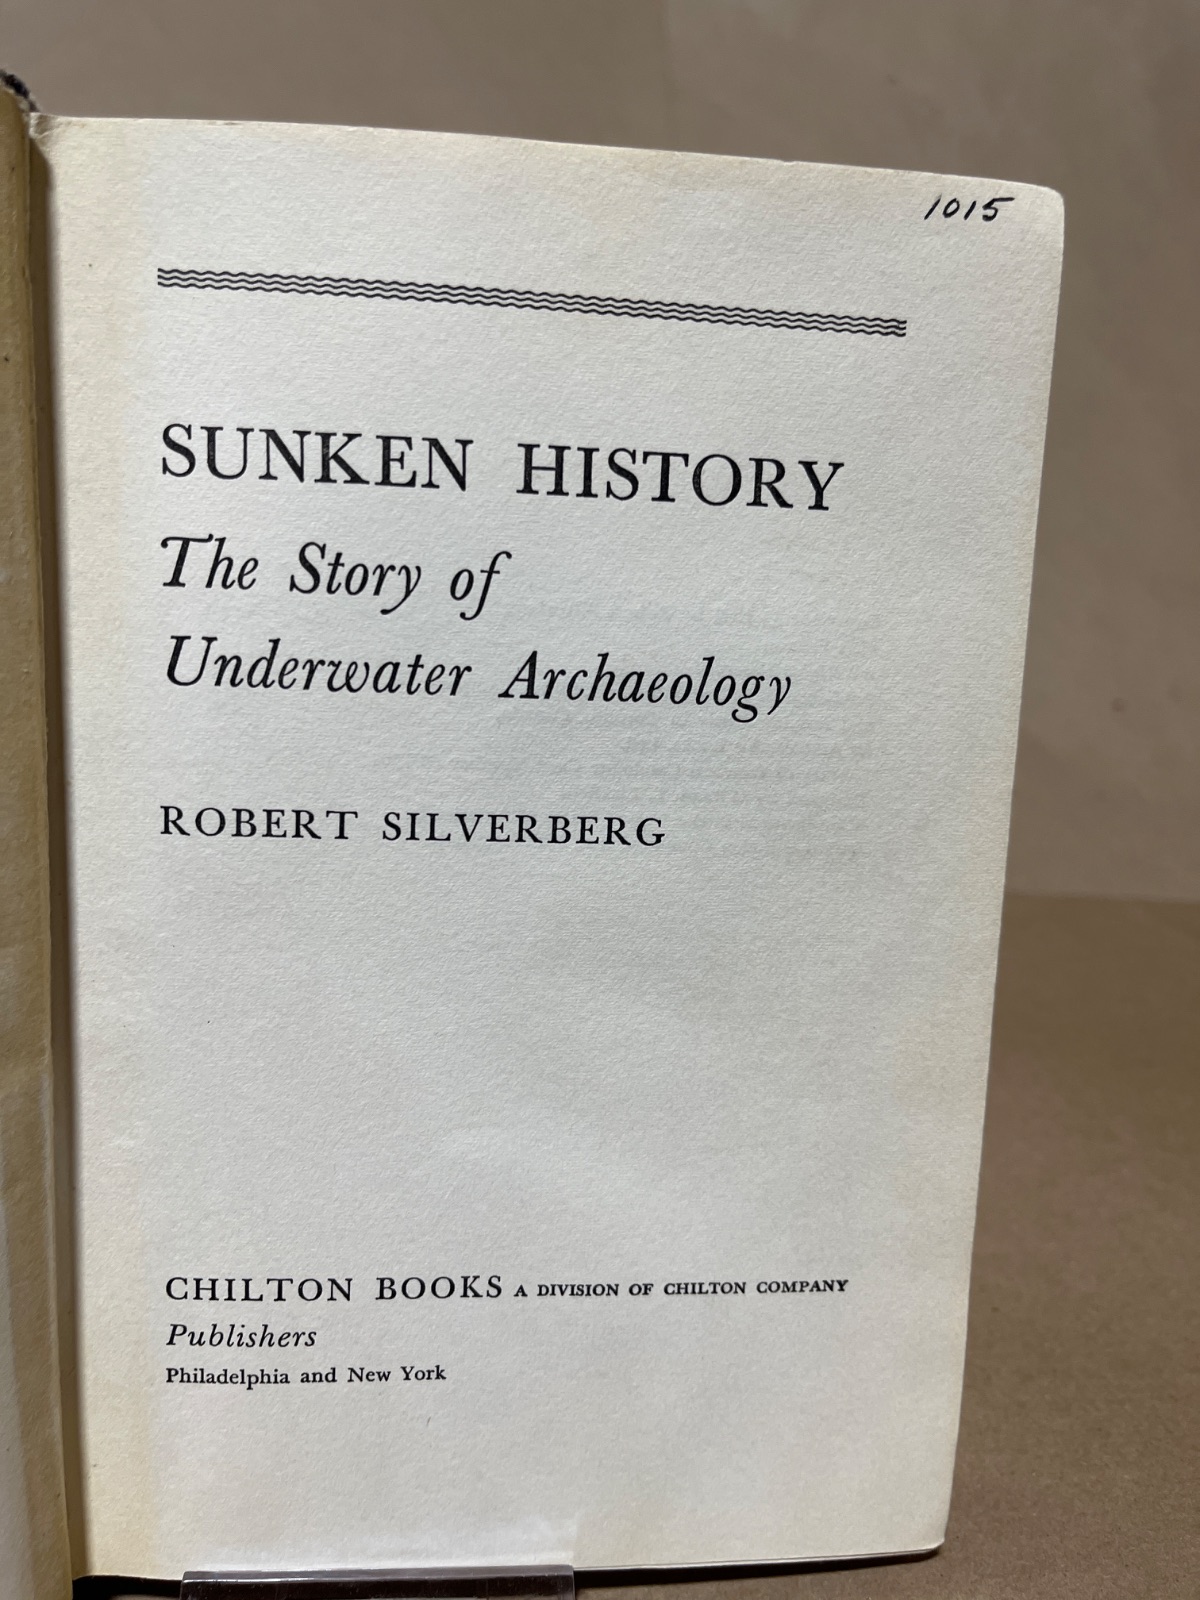 1015
SUNKEN HISTORY
The Story of
Underwater Archaeology
ROBERT SILVERBERG
CHILTON BOOKS A DIVISION OF CHILTON COMPANY
Publishers
Philadelphia and New York